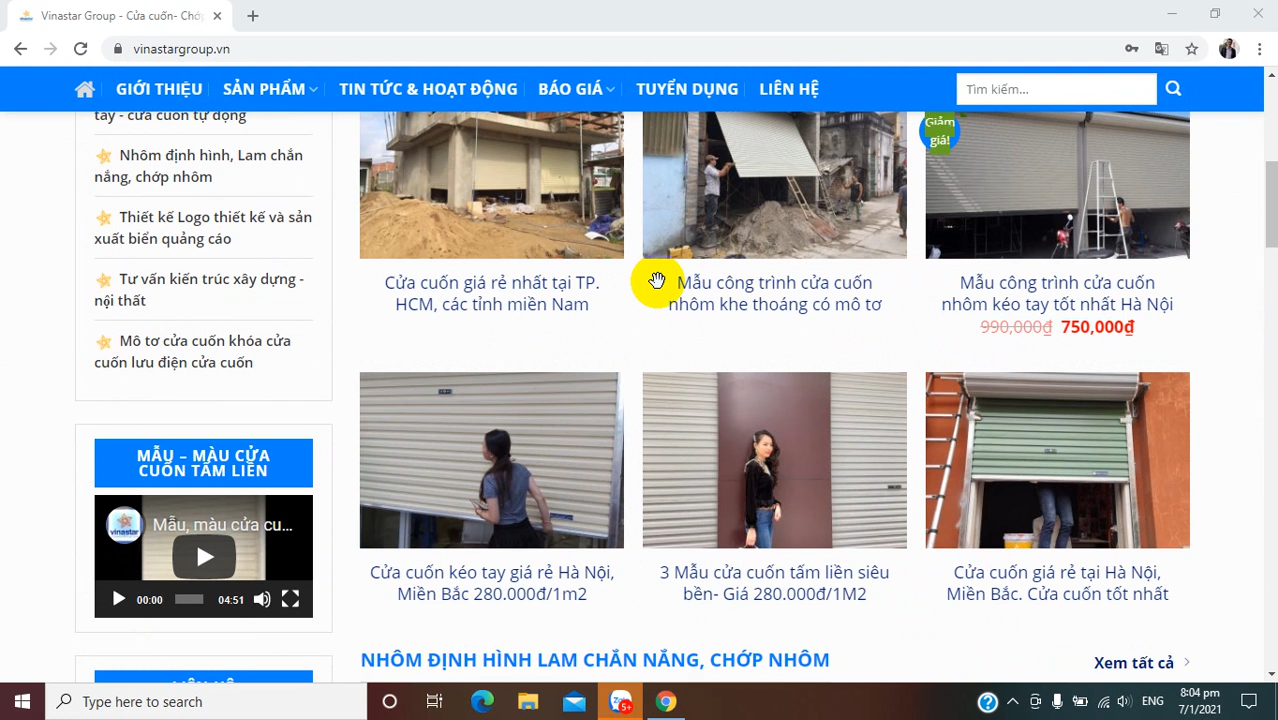 Vinastar Group - Cửa cuốn- Chớp
vinastargroup.vn
GIỚI THIỆU
SẢN PHẨM
TIN TỨC & HOẠT ĐỘNG
BÁO GIÁ
TUYỂN DỤNG
LIÊN HỆ
Tìm kiếm…
tay - cửa cuốn tự động
Nhôm định hình, Lam chắn
nắng, chớp nhôm
Thiết kế Logo thiết kế và sản
xuất biển quảng cáo
Tư vấn kiến trúc xây dựng -
nội thất
Mô tơ cửa cuốn khóa cửa
cuốn lưu điện cửa cuốn
MẪU – MÀU CỬA
CUỐN TẤM LIỀN
vinastar
Mẫu, màu cửa cu...
00:00
04:51
Giảm
giá!
Cửa cuốn giá rẻ nhất tại TP.
HCM, các tỉnh miền Nam
Mẫu công trình cửa cuốn
nhôm khe thoáng có mô tơ
Mẫu công trình cửa cuốn
nhôm kéo tay tốt nhất Hà Nội
990,000₫ 750,000₫
Cửa cuốn kéo tay giá rẻ Hà Nội,
Miền Bắc 280.000đ/1m2
3 Mẫu cửa cuốn tấm liền siêu
bền- Giá 280.000đ/1M2
Cửa cuốn giá rẻ tại Hà Nội,
Miền Bắc. Cửa cuốn tốt nhất
NHÔM ĐỊNH HÌNH LAM CHẮN NẮNG, CHỚP NHÔM
Xem tất cả
Type here to search
Zalo
5+
ENG
8:04 pm
7/1/2021